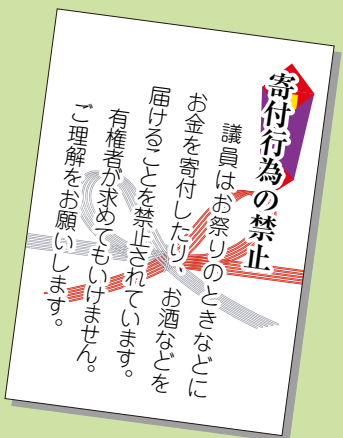 寄付行為の禁止
議員はお祭りのときなどに
お金を寄付したり、お酒などを
届けることを禁止されています。
有権者が求めてもいけません。
ご理解をお願いします。